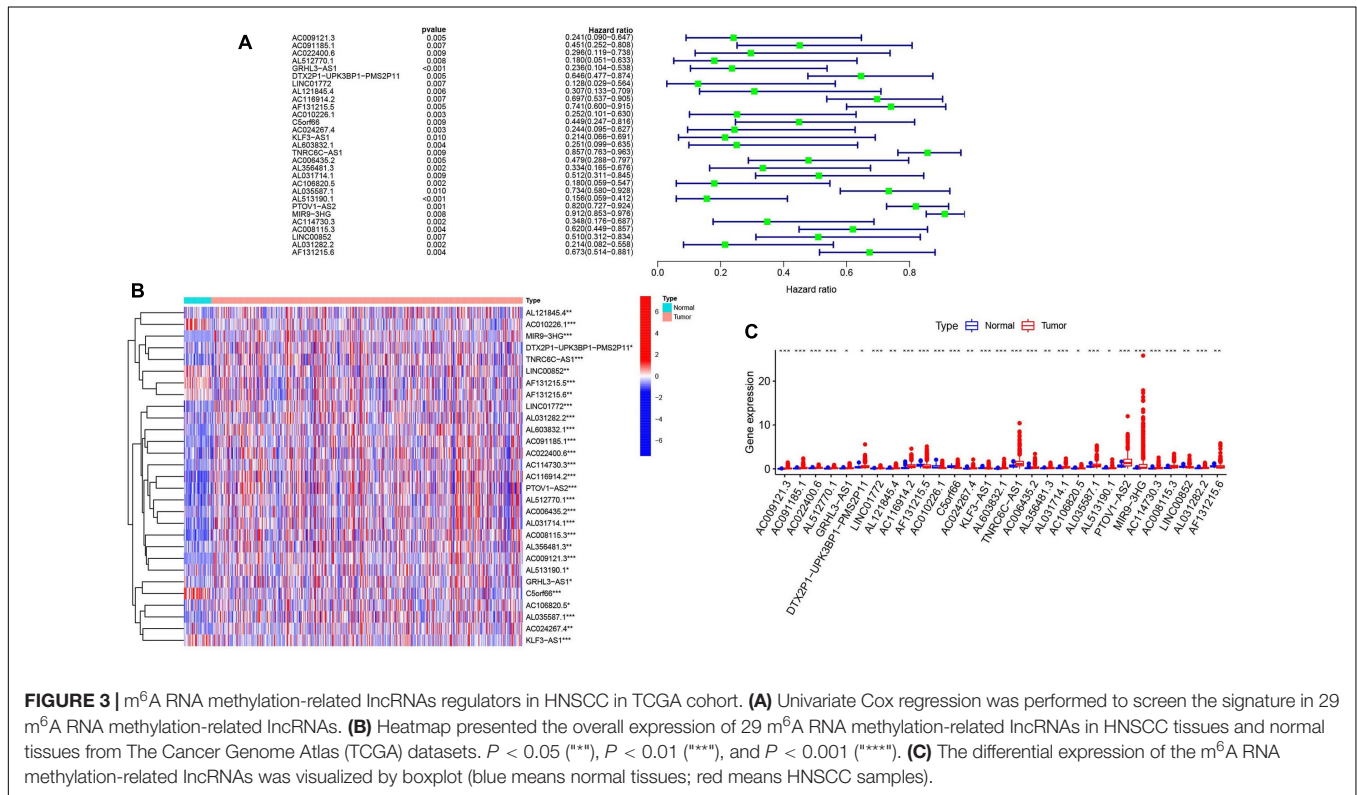 A
pvalue Hazard ratio
AC009121.3 0.005 0.241(0.090−0.647)
AC091185.1 0.007 0.451(0.252−0.808)
AC022400.6 0.009 0.296(0.119−0.738)
AL512770.1 0.008 0.180(0.051−0.633)
GRHL3−AS1 <0.001 0.236(0.104−0.538)
DTX2P1−UPK3BP1−PMS2P11 0.005 0.646(0.477−0.874)
LINC01772 0.007 0.128(0.029−0.564)
AL121845.4 0.006 0.307(0.133−0.709)
AC116914.2 0.007 0.697(0.537−0.905)
AF131215.5 0.005 0.741(0.600−0.915)
AC010226.1 0.003 0.252(0.101−0.630)
C5orf66 0.009 0.449(0.247−0.816)
AC024267.4 0.003 0.244(0.095−0.627)
KLF3−AS1 0.010 0.214(0.066−0.691)
AL603832.1 0.004 0.251(0.099−0.635)
TNRC6C−AS1 0.009 0.857(0.763−0.963)
AC006435.2 0.005 0.479(0.288−0.797)
AL356481.3 0.002 0.334(0.165−0.676)
AL031714.1 0.009 0.512(0.311−0.845)
AC106820.5 0.002 0.180(0.059−0.547)
AL035587.1 0.010 0.734(0.580−0.928)
AL513190.1 <0.001 0.156(0.059−0.412)
PTOV1−AS2 0.001 0.820(0.727−0.924)
MIR9−3HG 0.008 0.912(0.853−0.976)
AC114730.3 0.002 0.348(0.176−0.687)
AC008115.3 0.004 0.620(0.449−0.857)
LINC00852 0.007 0.510(0.312−0.834)
AL031282.2 0.002 0.214(0.082−0.558)
AF131215.6 0.004 0.673(0.514−0.881)
0.0 0.2 0.4 0.6 0.8
Hazard ratio
B
Type
AL121845.4**
AC010226.1***
MIR9−3HG***
DTX2P1−UPK3BP1−PMS2P11*
TNRC6C−AS1***
LINC00852**
AF131215.5***
AF131215.6**
LINC01772***
AL031282.2***
AL603832.1***
AC091185.1***
AC022400.6***
AC114730.3***
AC116914.2***
PTOV1−AS2***
AL512770.1***
AC006435.2***
AL031714.1***
AC008115.3***
AL356481.3**
AC009121.3***
AL513190.1*
GRHL3−AS1*
C5orf66***
AC106820.5*
AL035587.1***
AC024267.4**
KLF3−AS1***
6
4
2
0
−2
−4
−6
Type
Normal
Tumor
C
Type Normal Tumor
Gene expression
20
10
0
AC009121.3
AC091185.1
AC022400.6
AL512770.1
GRHL3−AS1
DTX2P1−UPK3BP1−PMS2P11
LINC01772
AL121845.4
AC116914.2
AF131215.5
AC010226.1
C5orf66
AC024267.4
KLF3−AS1
AL603832.1
TNRC6C−AS1
AC006435.2
AL356481.3
AL031714.1
AC106820.5
AL035587.1
AL513190.1
PTOV1−AS2
MIR9−3HG
AC114730.3
AC008115.3
LINC00852
AL031282.2
AF131215.6
FIGURE 3 | m⁶A RNA methylation-related lncRNAs regulators in HNSCC in TCGA cohort. (A) Univariate Cox regression was performed to screen the signature in 29
m⁶A RNA methylation-related lncRNAs. (B) Heatmap presented the overall expression of 29 m⁶A RNA methylation-related lncRNAs in HNSCC tissues and normal
tissues from The Cancer Genome Atlas (TCGA) datasets. P < 0.05 ("*"), P < 0.01 ("**"), and P < 0.001 ("***"). (C) The differential expression of the m⁶A RNA
methylation-related lncRNAs was visualized by boxplot (blue means normal tissues; red means HNSCC samples).